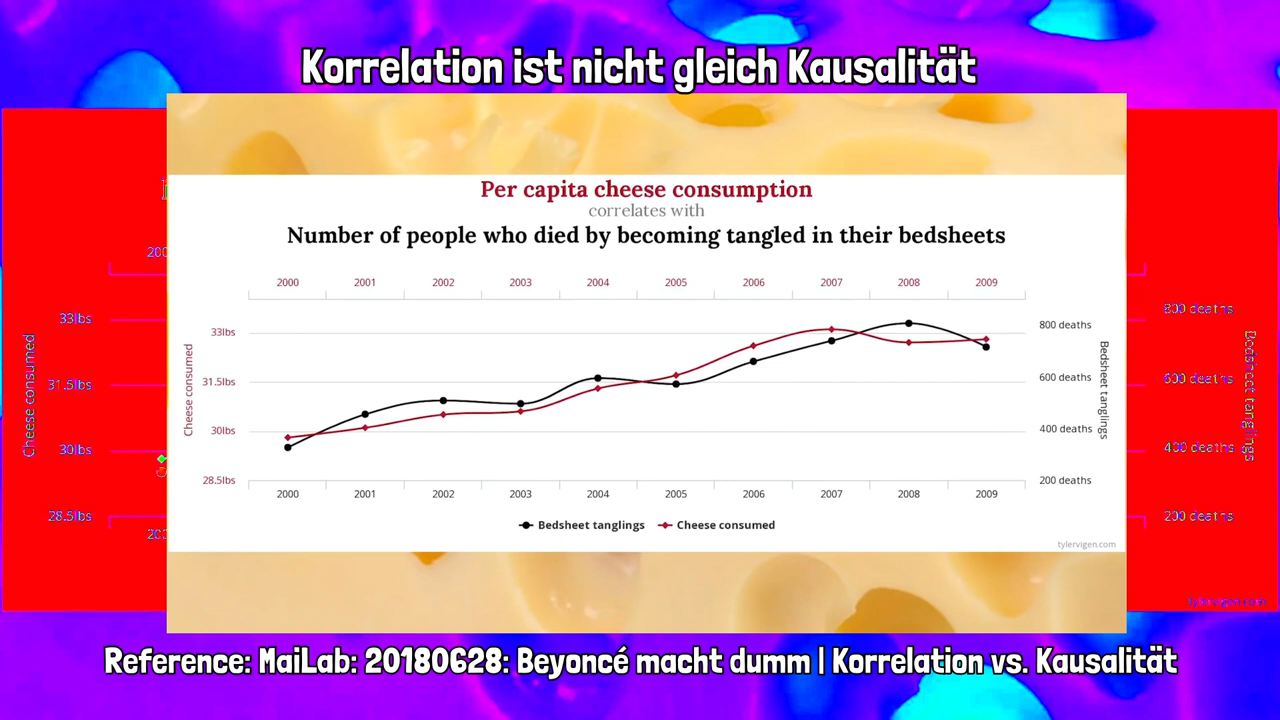 Korrelation ist nicht gleich Kausalität
Per capita cheese consumption
correlates with
Number of people who died by becoming tangled in their bedsheets
2000 2001 2002 2003 2004 2005 2006 2007 2008 2009
33lbs
31.5lbs
30lbs
28.5lbs
Cheese consumed
800 deaths
600 deaths
400 deaths
200 deaths
Bedsheet tanglings
2000 2001 2002 2003 2004 2005 2006 2007 2008 2009
Bedsheet tanglings Cheese consumed
tylervigen.com
Cheese consumed
33lbs
31.5lbs
30lbs
28.5lbs
800 deaths
600 deaths
400 deaths
200 deaths
Bedsheet tanglings
tylervigen.com
Reference: MaiLab: 20180628: Beyoncé macht dumm | Korrelation vs. Kausalität